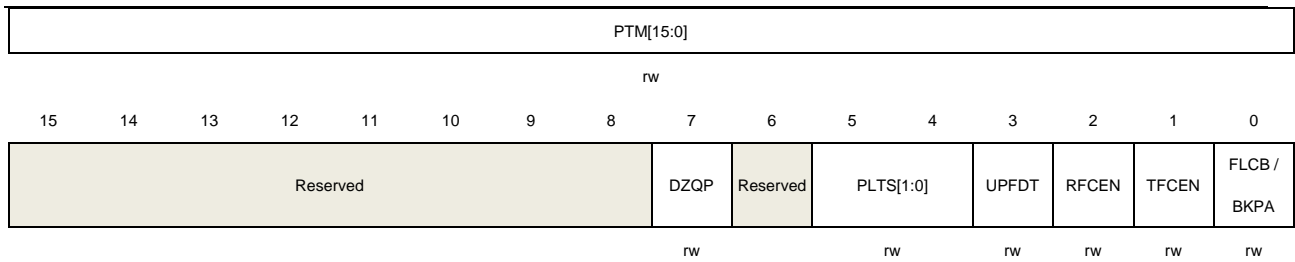 PTM[15:0]
rw
15 14 13 12 11 10 9 8 7 6 5 4 3 2 1 0
Reserved DZQP Reserved PLTS[1:0] UPFDT RFCEN TFCEN FLCB /
BKPA
rw rw rw rw rw rw